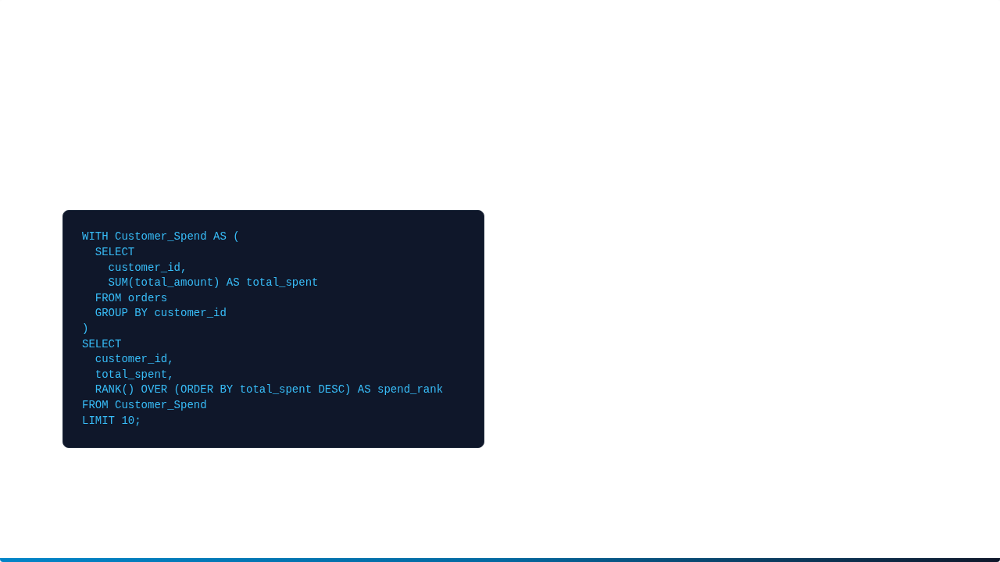 WITH Customer_Spend AS (
  SELECT
    customer_id,
    SUM(total_amount) AS total_spent
  FROM orders
  GROUP BY customer_id
)
SELECT
  customer_id,
  total_spent,
  RANK() OVER (ORDER BY total_spent DESC) AS spend_rank
FROM Customer_Spend
LIMIT 10;